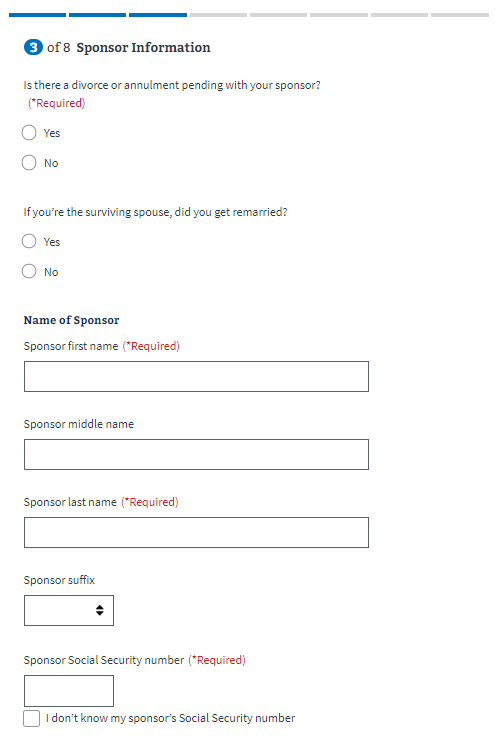 3 of 8 Sponsor Information
Is there a divorce or annulment pending with your sponsor?
(*Required)
Yes
No
If you're the surviving spouse, did you get remarried?
Yes
No
Name of Sponsor
Sponsor first name (*Required)
Sponsor middle name
Sponsor last name (*Required)
Sponsor suffix
Sponsor Social Security number (*Required)
I don't know my sponsor's Social Security number